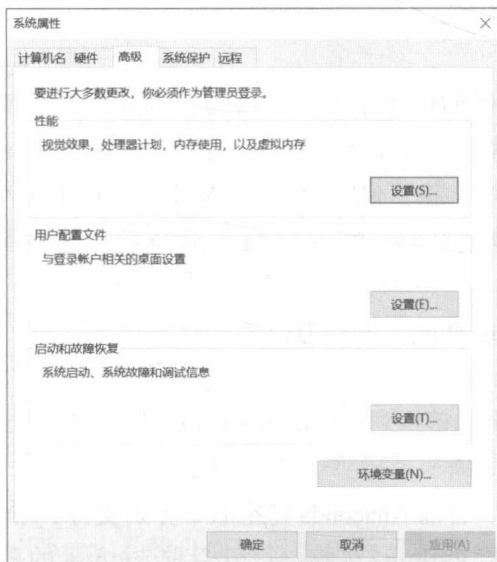 系统属性
计算机名 硬件 高级 系统保护 远程
要进行大多数更改，你必须作为管理员登录。
性能
视觉效果，处理器计划，内存使用，以及虚拟内存
设置(S)...
用户配置文件
与登录帐户相关的桌面设置
设置(E)...
启动和故障恢复
系统启动、系统故障和调试信息
设置(T)...
环境变量(N)...
确定 取消 应用(A)